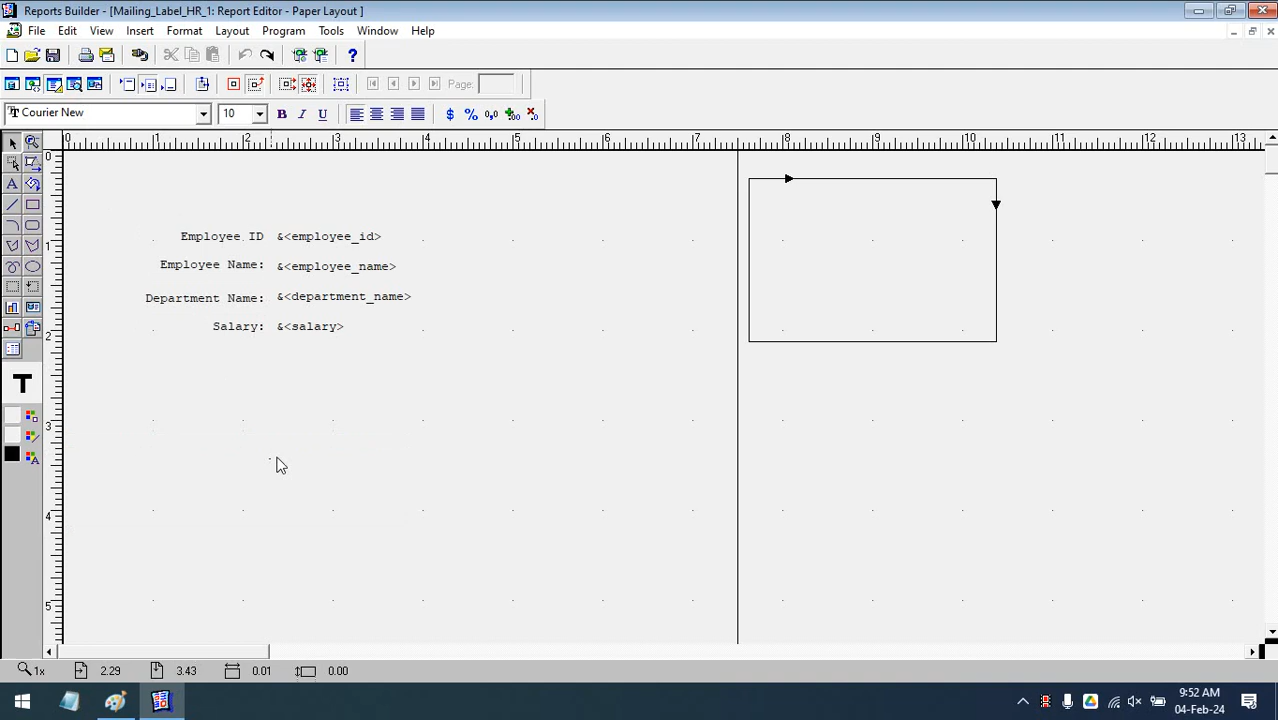 Reports Builder - [Mailing_Label_HR_1: Report Editor - Paper Layout ]
File Edit View Insert Format Layout Program Tools Window Help
Page:
Courier New 10 B I U $ % 0,0
0 1 2 3 4 5 6 7 8 9 10 11 12 13
0
1
2
3
4
5
Employee ID &<employee_id>
Employee Name: &<employee_name>
Department Name: &<department_name>
Salary: &<salary>
T
1x 2.29 3.43 0.01 0.00
9:52 AM
04-Feb-24